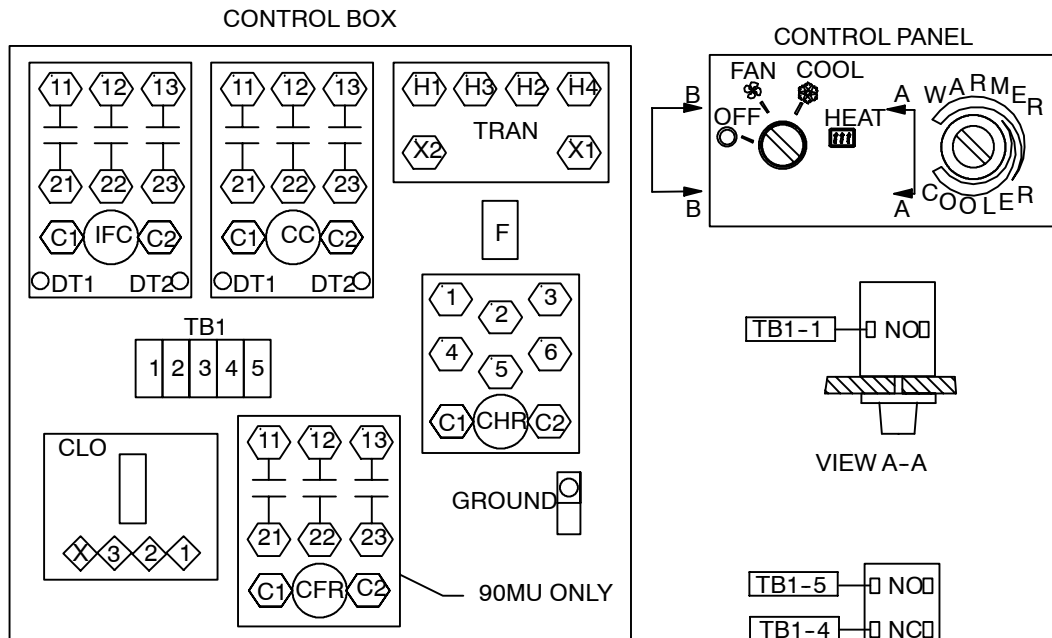 CONTROL BOX
11 12 13
21 22 23
C1 IFC C2
DT1 DT2
11 12 13
21 22 23
C1 CC C2
DT1 DT2
H1 H3 H2 H4
TRAN
X2 X1
F
TB1
1 2 3 4 5
1 2 3
4 5 6
C1 CHR C2
CLO
X 3 2 1
11 12 13
21 22 23
C1 CFR C2
GROUND
90MU ONLY
CONTROL PANEL
FAN COOL
OFF HEAT
B A
B A
WARMER
COOLER
TB1-1 NO
VIEW A-A
TB1-5 NO
TB1-4 NC